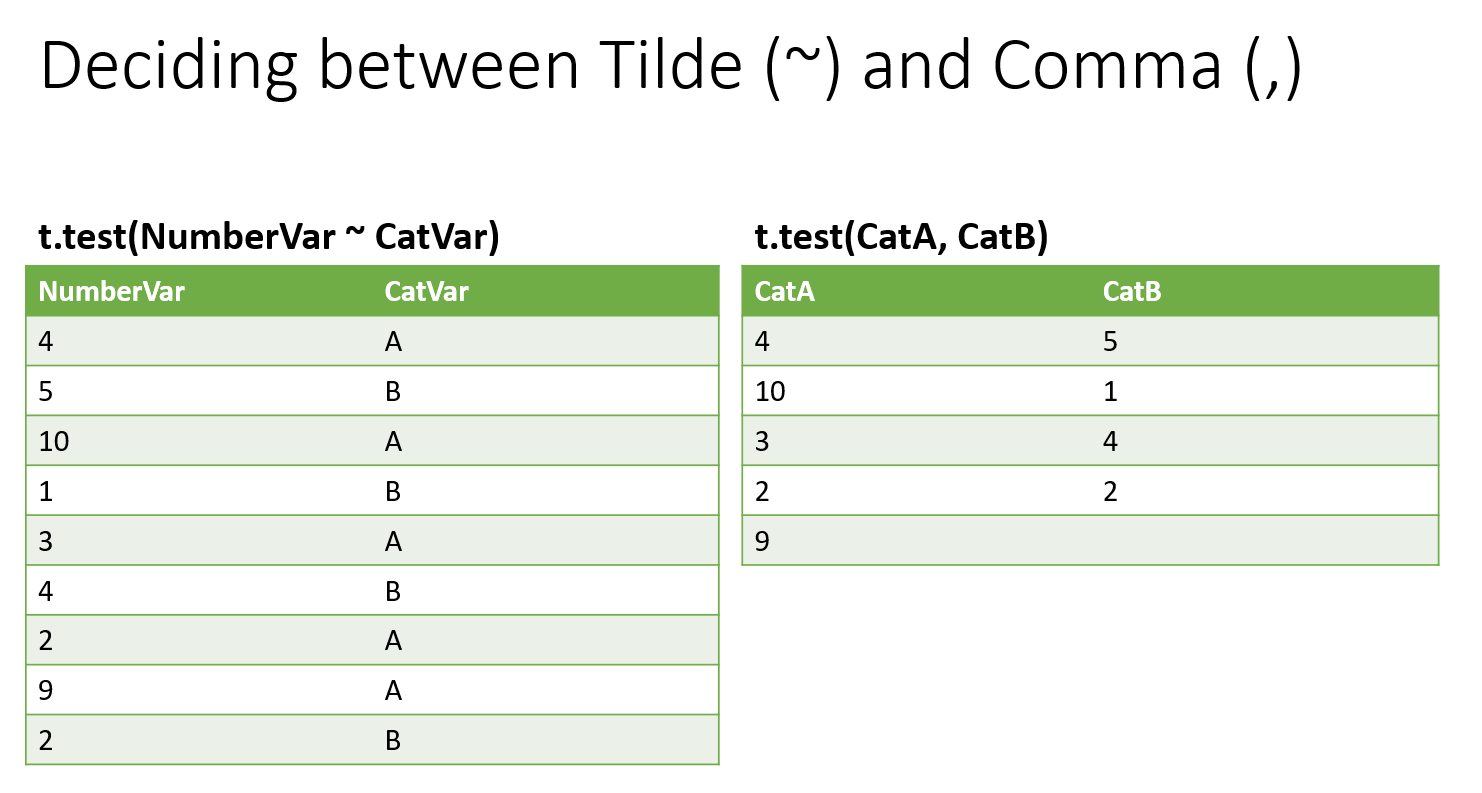 Deciding between Tilde (~) and Comma (,)
t.test(NumberVar ~ CatVar)
NumberVar CatVar
4 A
5 B
10 A
1 B
3 A
4 B
2 A
9 A
2 B
t.test(CatA, CatB)
CatA CatB
4 5
10 1
3 4
2 2
9